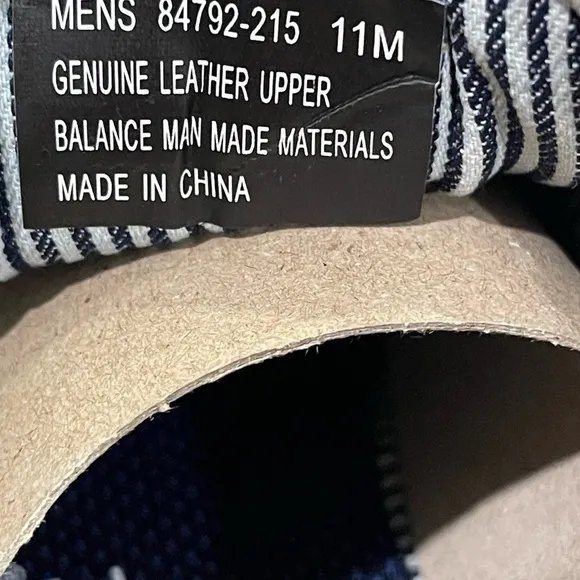 MENS 84792-215 11M
GENUINE LEATHER UPPER
BALANCE MAN MADE MATERIALS
MADE IN CHINA